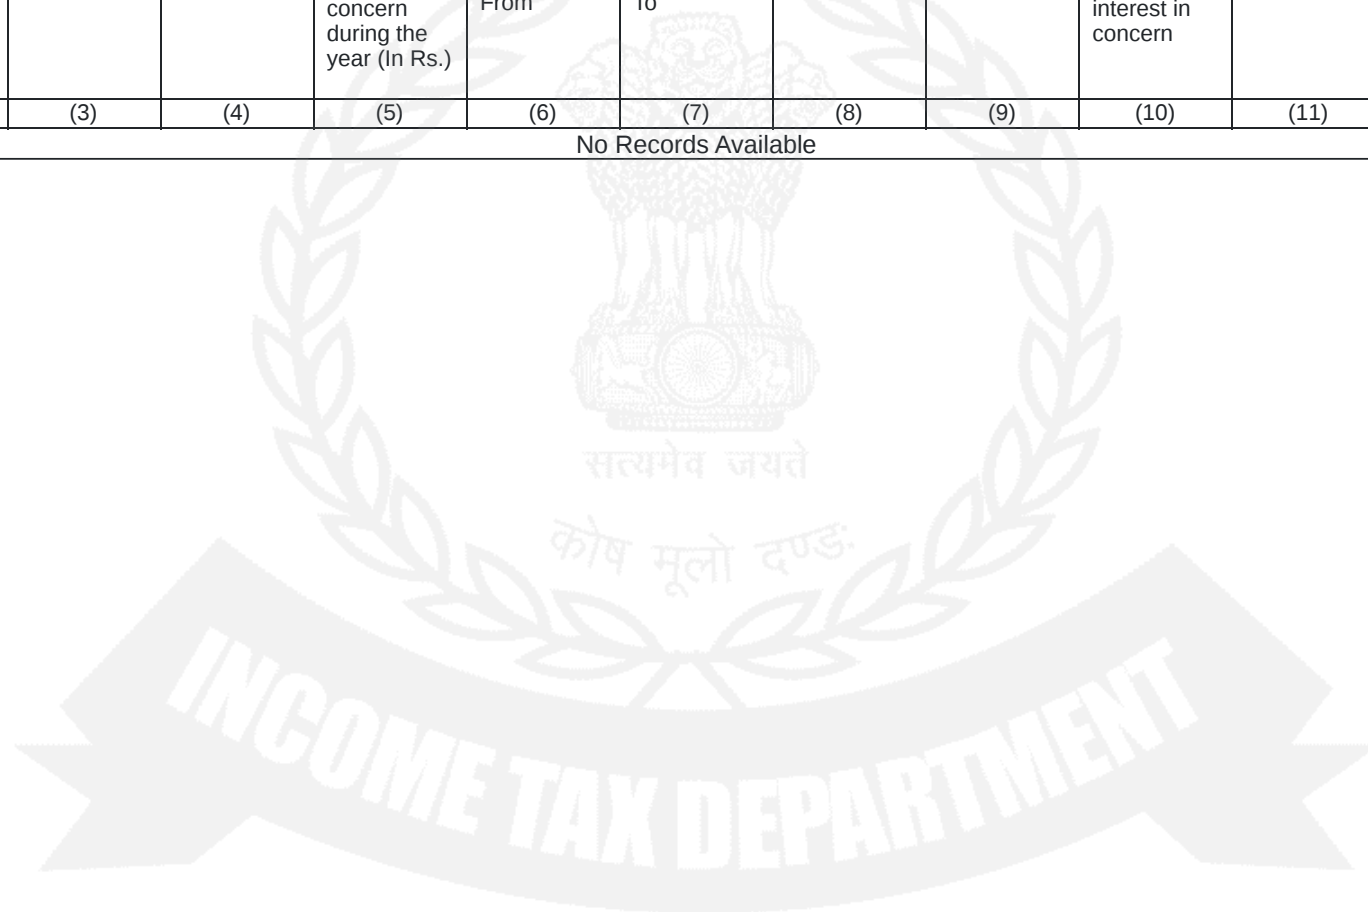 concern
during the
year (In Rs.)
From
To
interest in
concern
(3) (4) (5) (6) (7) (8) (9) (10) (11)
No Records Available
सत्यमेव जयते
कोष मूलो दण्डः
INCOME TAX DEPARTMENT